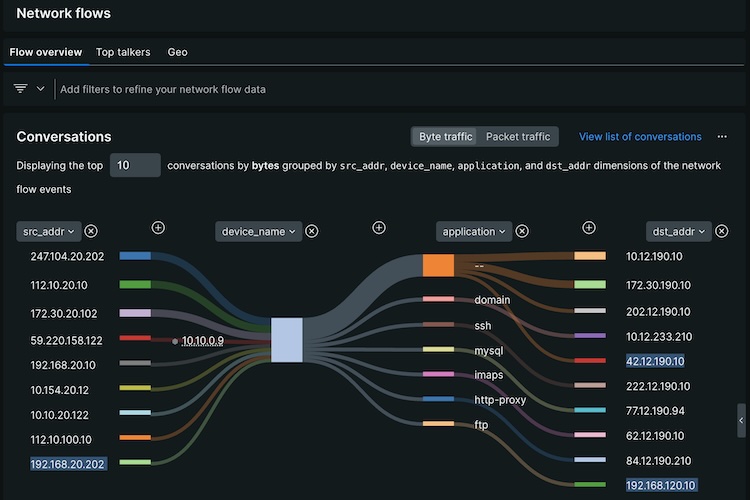 Network flows
Flow overview Top talkers Geo
Add filters to refine your network flow data
Conversations Byte traffic Packet traffic View list of conversations ...
Displaying the top 10 conversations by bytes grouped by src_addr, device_name, application, and dst_addr dimensions of the network
flow events
src_addr device_name application dst_addr
247.104.20.202
112.10.20.10
172.30.20.102
59.220.158.122
192.168.20.10
10.154.20.12
10.10.20.122
112.10.100.10
192.168.20.202
10.10.0.9
--
domain
ssh
mysql
imaps
http-proxy
ftp
10.12.190.10
172.30.190.10
202.12.190.10
10.12.233.210
42.12.190.10
222.12.190.10
77.12.190.94
62.12.190.10
84.12.190.210
192.168.120.10